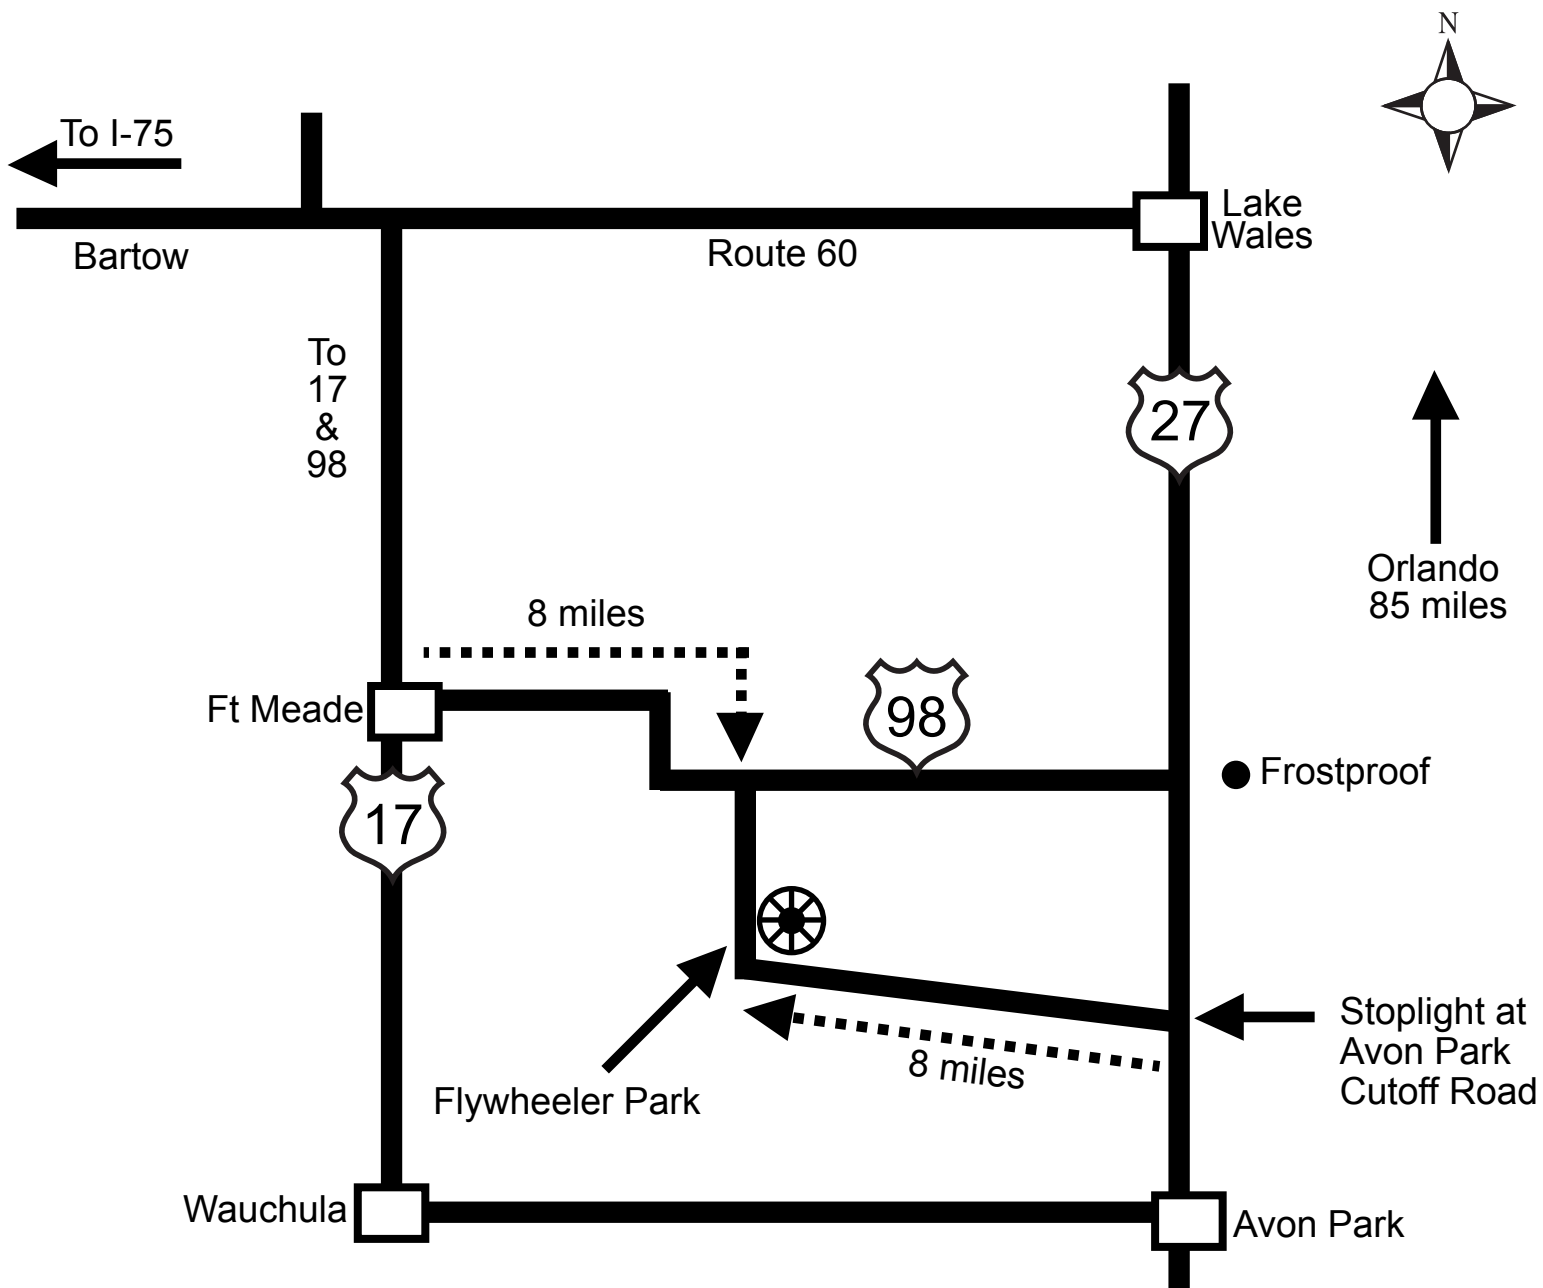 N
To I-75
Lake
Wales
Bartow
Route 60
To
17
&
98
27
Orlando
85 miles
8 miles
98
Ft Meade
Frostproof
17
Stoplight at
Avon Park
Cutoff Road
8 miles
Flywheeler Park
Wauchula
Avon Park